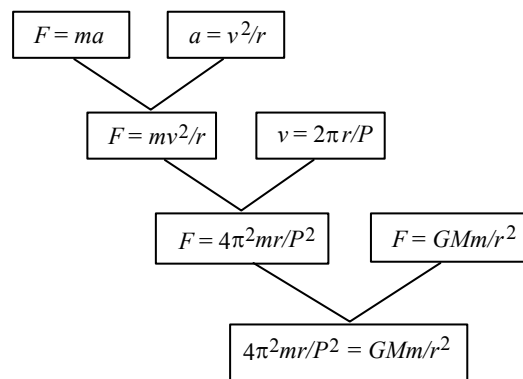 F = ma
a = v²/r
F = mv²/r
v = 2πr/P
F = 4π²mr/P²
F = GMm/r²
4π²mr/P² = GMm/r²